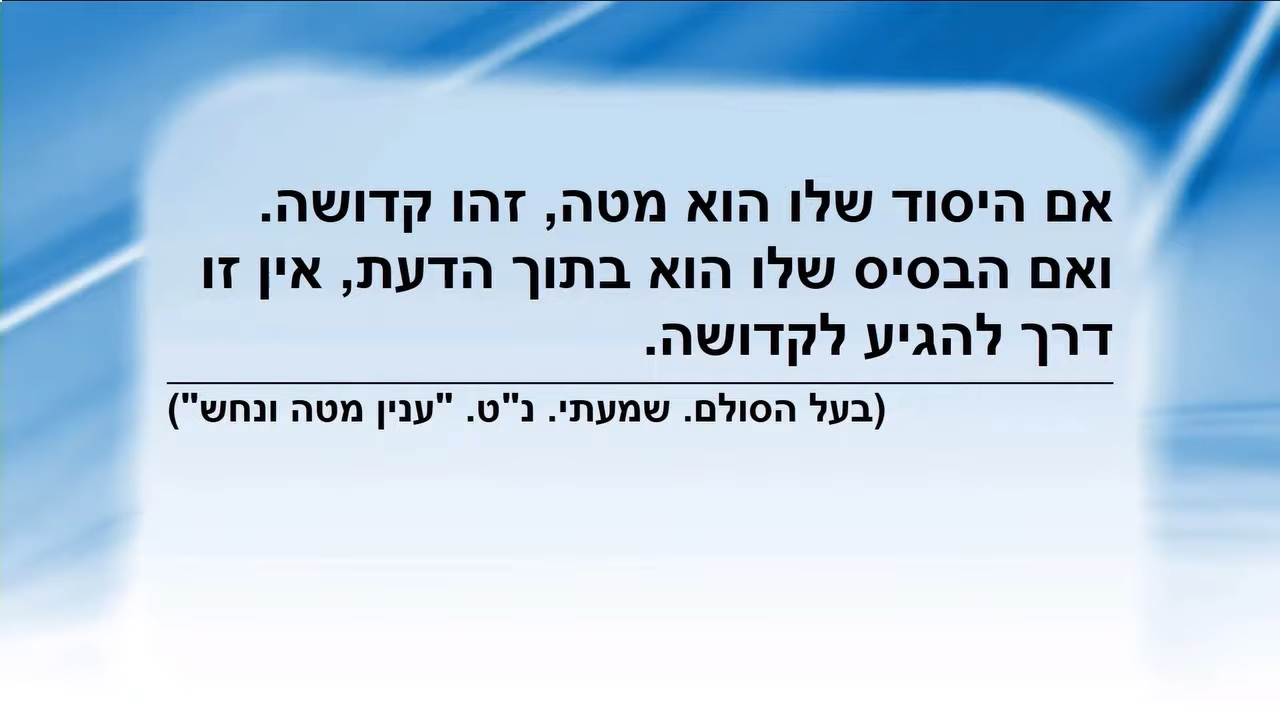 אם היסוד שלו הוא מטה, זהו קדושה.
ואם הבסיס שלו הוא בתוך הדעת, אין זו
דרך להגיע לקדושה.
(בעל הסולם. שמעתי. נ"ט. "ענין מטה ונחש")